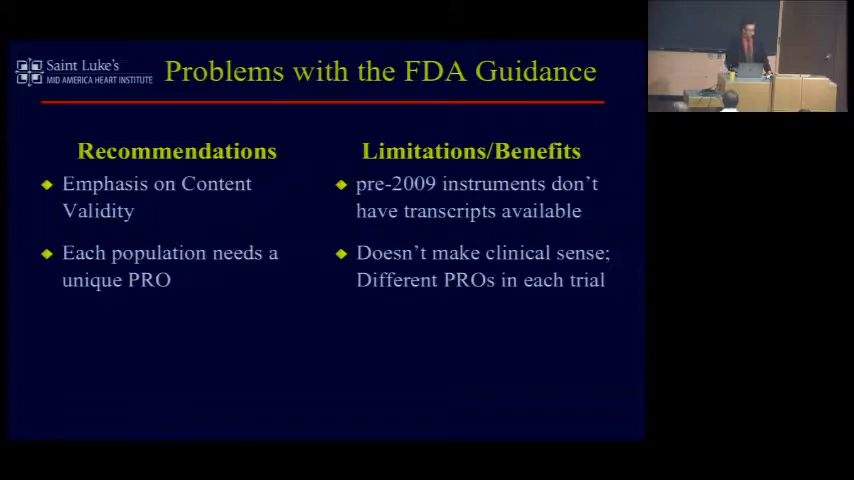 Saint Luke's
MID AMERICA HEART INSTITUTE
Problems with the FDA Guidance
Recommendations
Emphasis on Content
Validity
Each population needs a
unique PRO
Limitations/Benefits
pre-2009 instruments don't
have transcripts available
Doesn't make clinical sense;
Different PROs in each trial